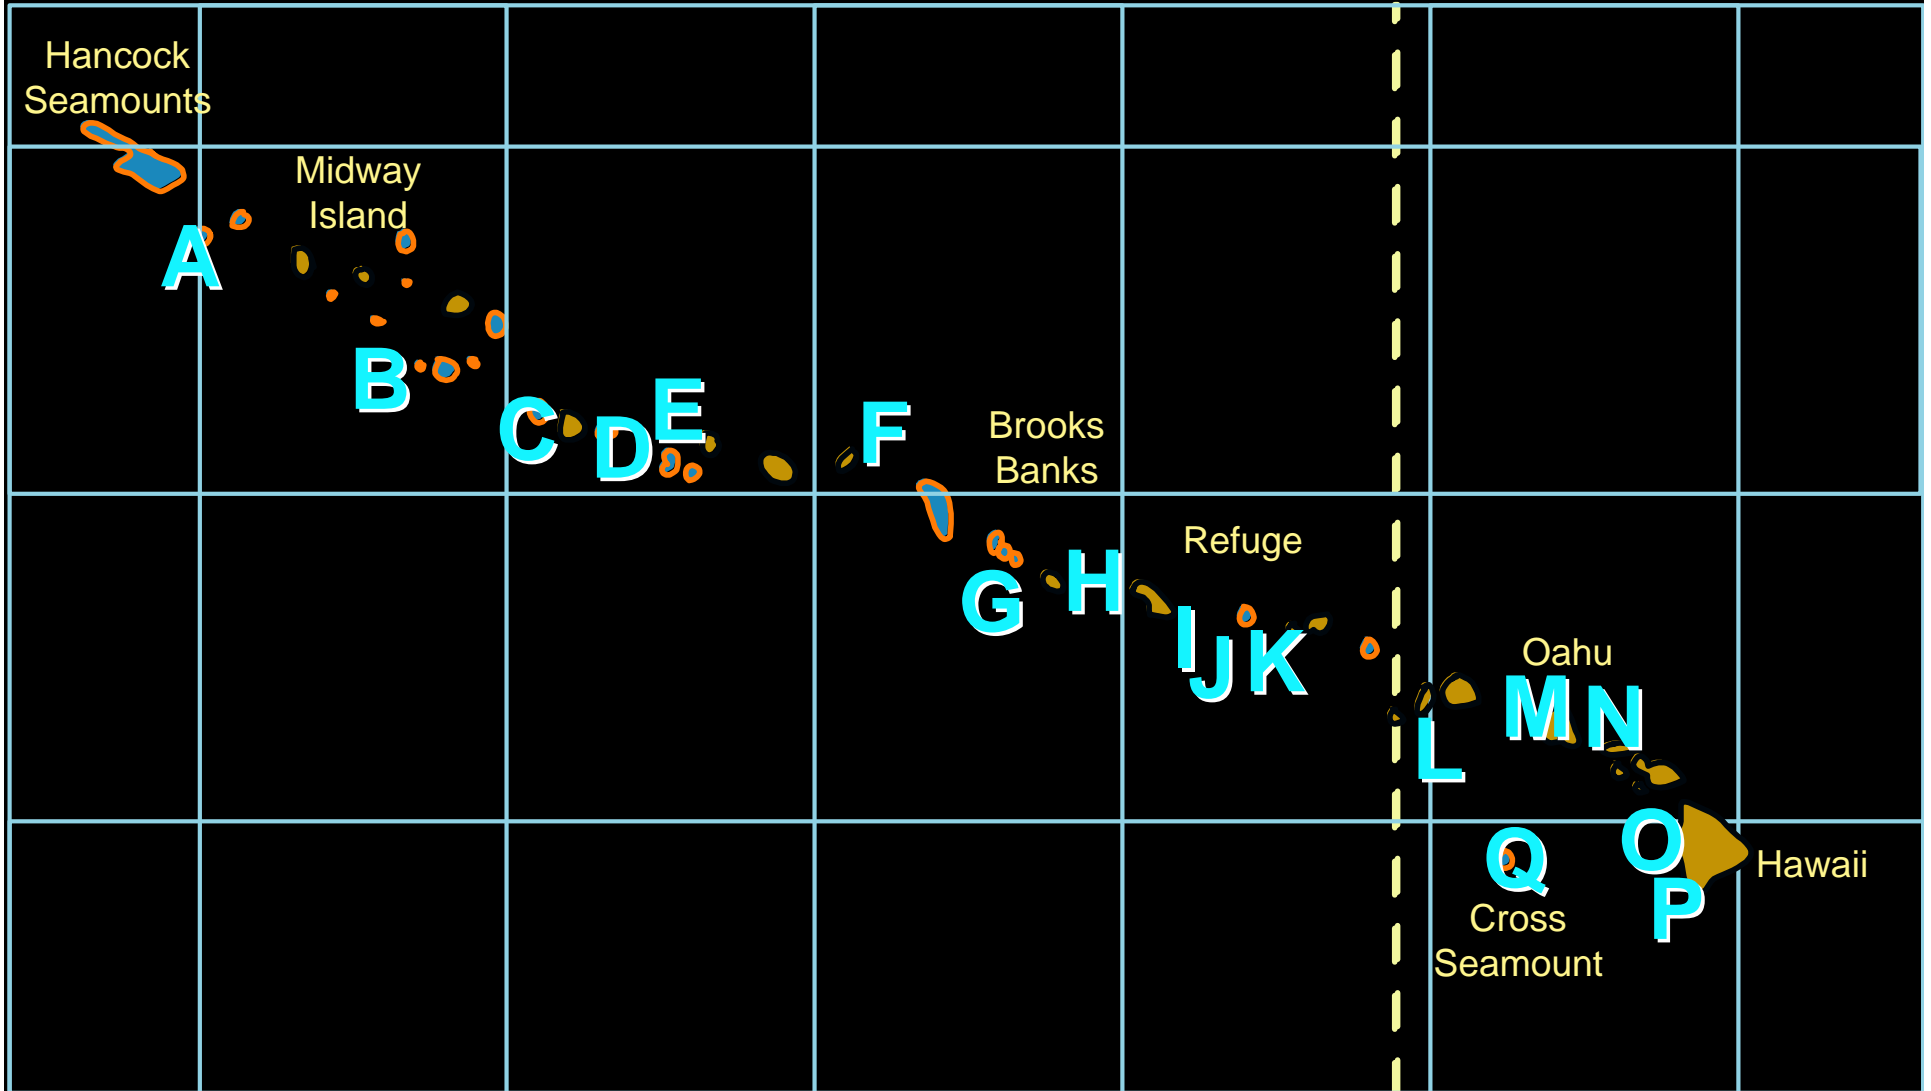 Hancock
Seamounts
Midway
Island
A
B
C
D
E
F
Brooks
Banks
G
H
Refuge
I
J
K
L
Oahu
M
N
O
P
Q
Hawaii
Cross
Seamount